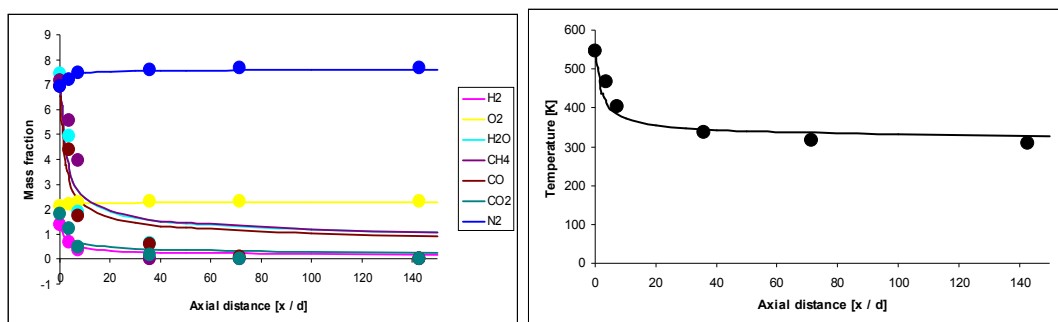 9
8
7
6
5
4
3
2
1
0
-1
Mass fraction
0 20 40 60 80 100 120 140
Axial distance [x / d]
H2
O2
H2O
CH4
CO
CO2
N2
600
500
400
300
200
100
0
Temperature [K]
0 20 40 60 80 100 120 140
Axial distance [x / d]